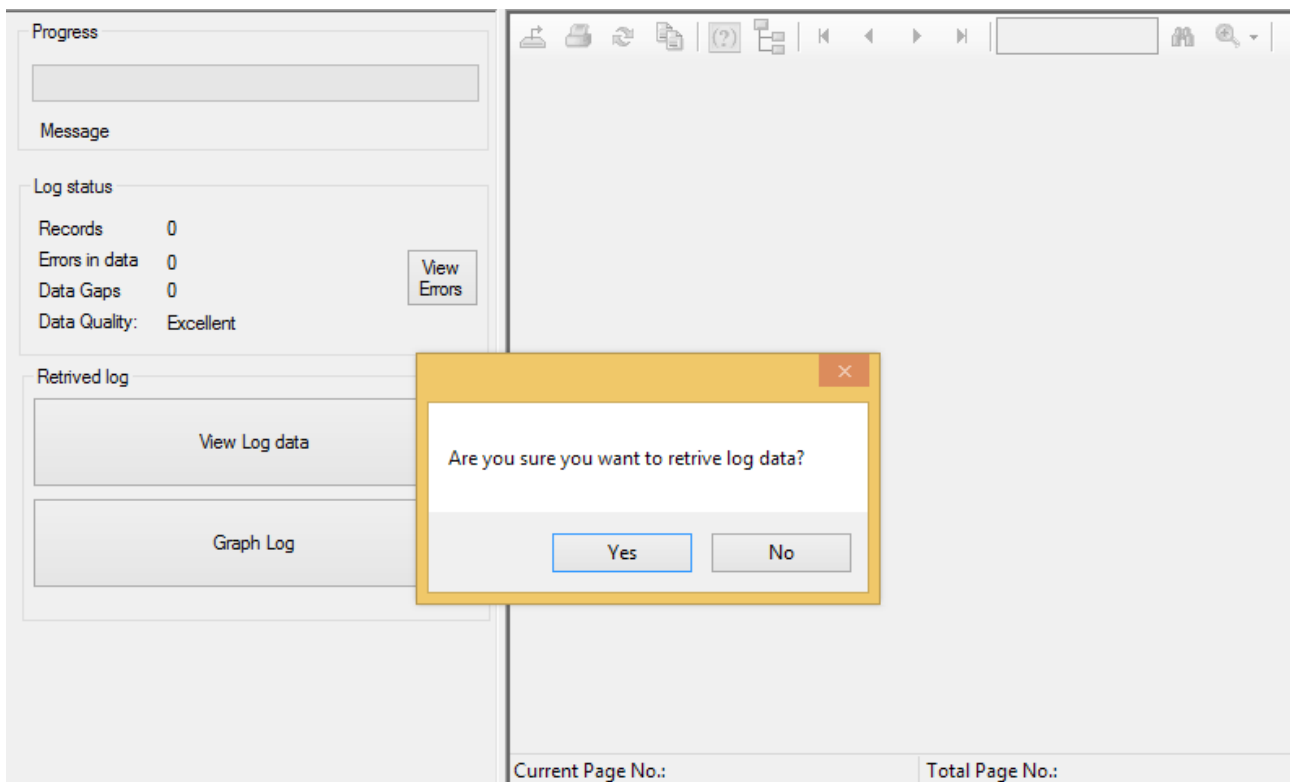 Progress
Message
Log status
Records 0
Errors in data 0
Data Gaps 0
Data Quality: Excellent
View
Errors
Retrived log
View Log data
Graph Log
(?)
Are you sure you want to retrive log data?
Yes No
Current Page No.: Total Page No.: